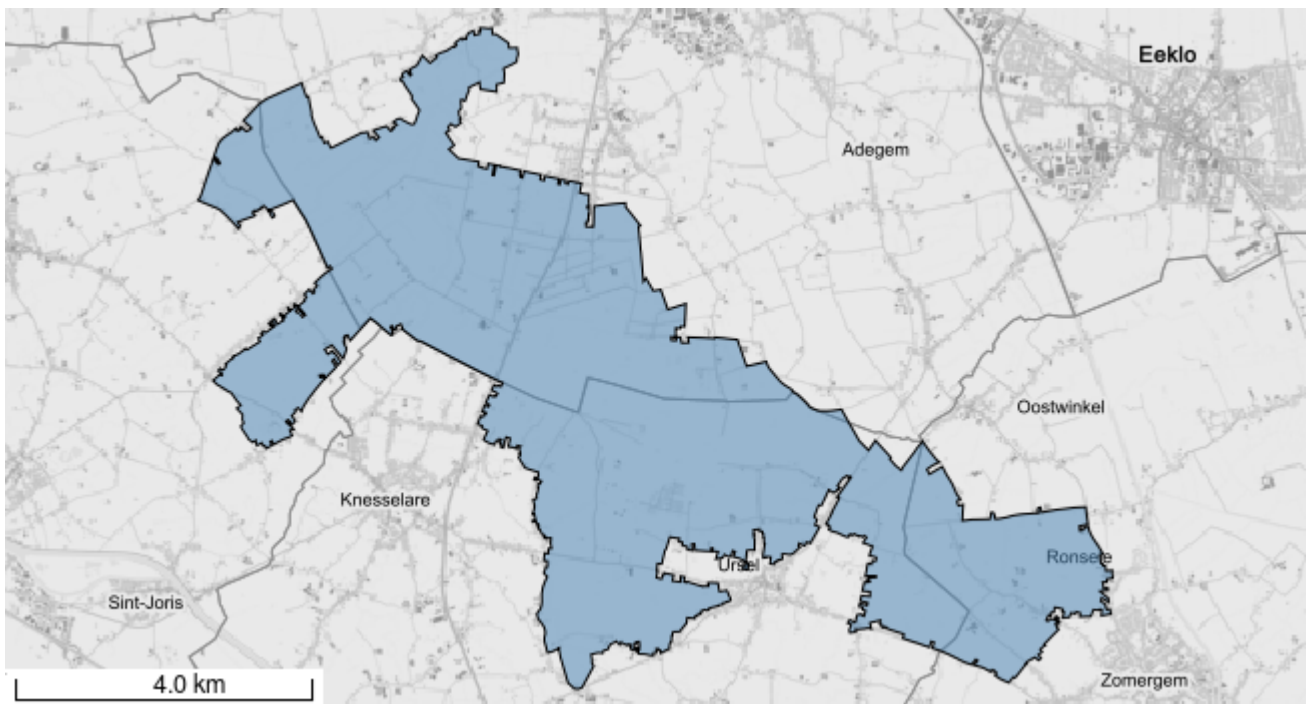 Eeklo
Adegem
Oostwinkel
Knesselare
Ronsele
Ursel
Sint-Joris
Zomergem
4.0 km